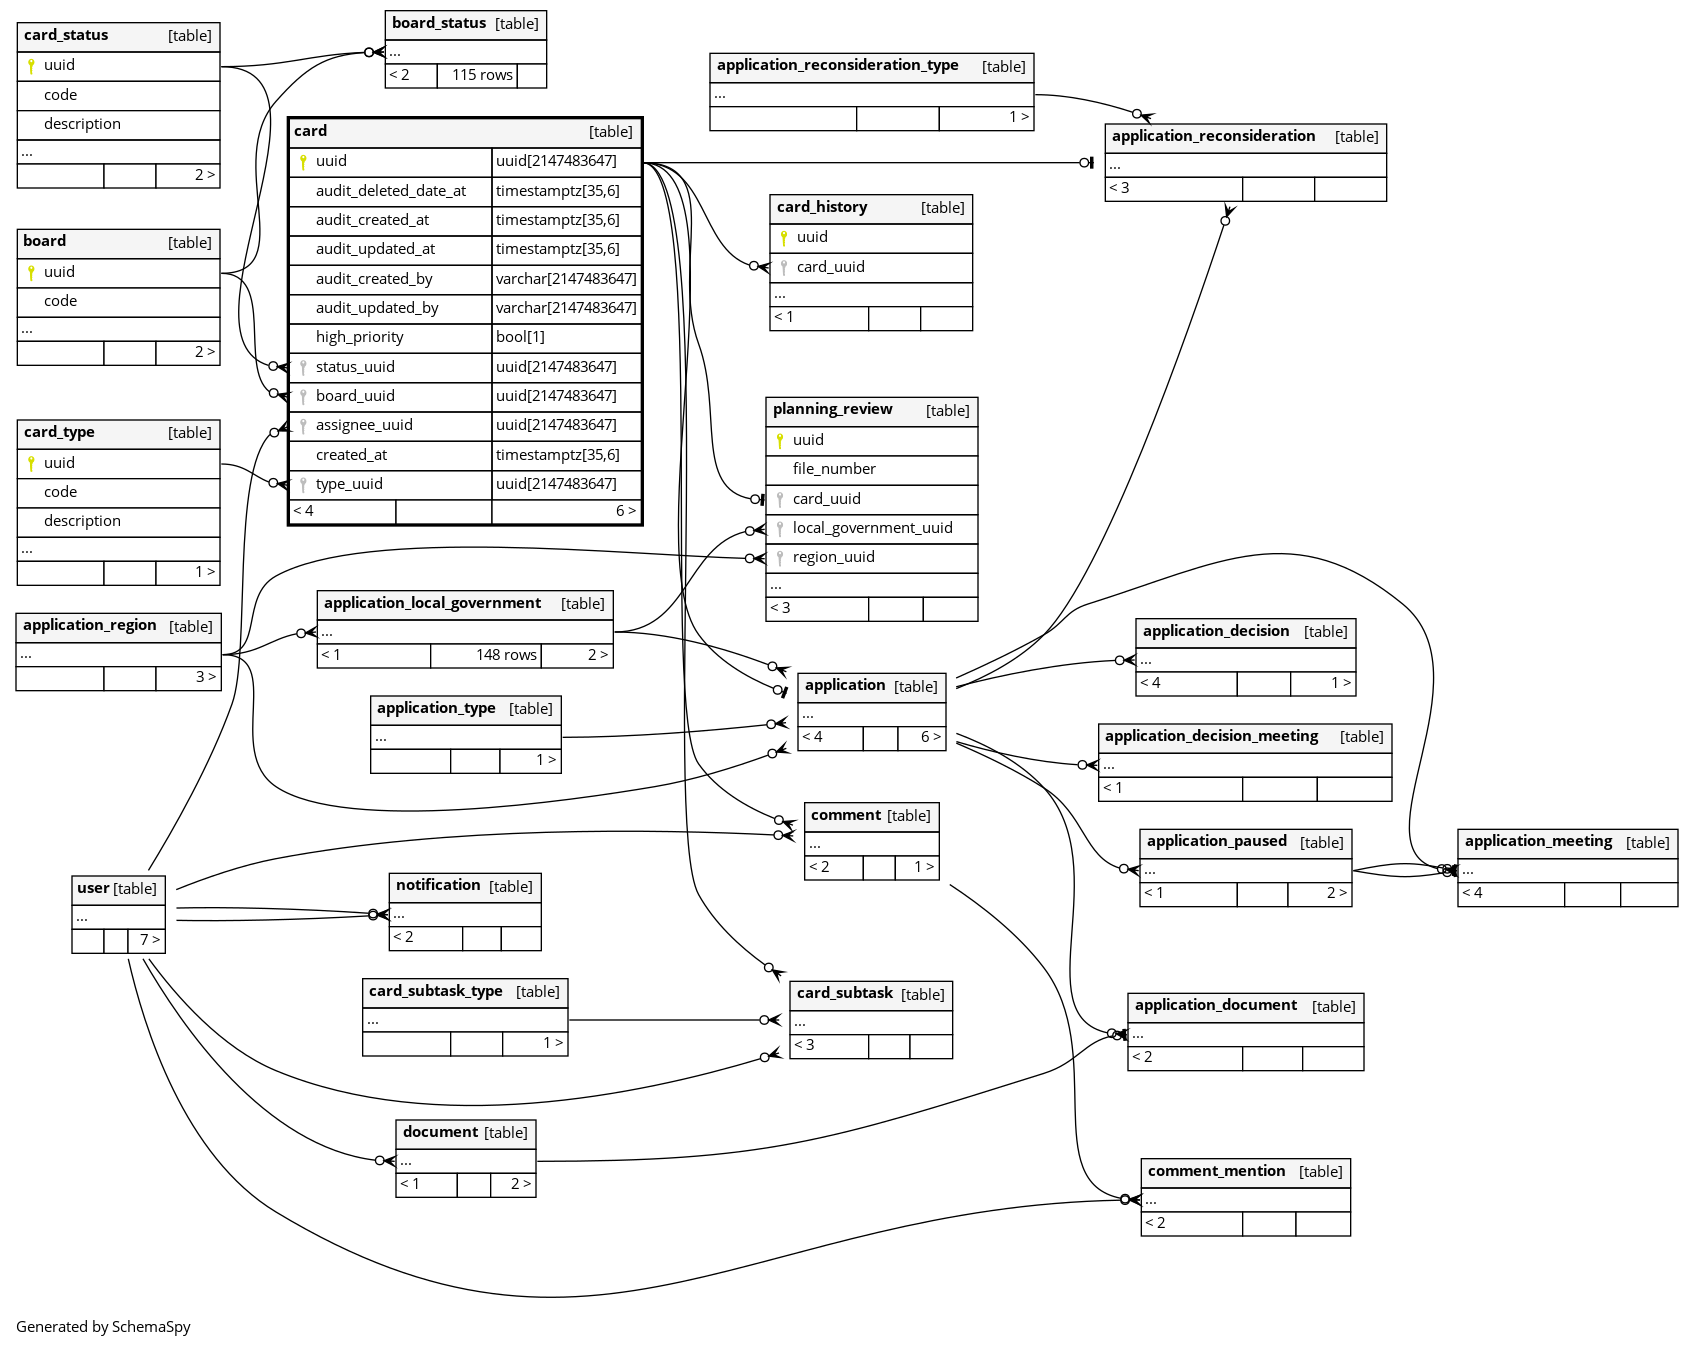 card_status [table]
uuid
code
description
...
2 >
board_status [table]
...
< 2 115 rows
board [table]
uuid
code
...
2 >
card_type [table]
uuid
code
description
...
1 >
application_region [table]
...
3 >
card [table]
uuid uuid[2147483647]
audit_deleted_date_at timestamptz[35,6]
audit_created_at timestamptz[35,6]
audit_updated_at timestamptz[35,6]
audit_created_by varchar[2147483647]
audit_updated_by varchar[2147483647]
high_priority bool[1]
status_uuid uuid[2147483647]
board_uuid uuid[2147483647]
assignee_uuid uuid[2147483647]
created_at timestamptz[35,6]
type_uuid uuid[2147483647]
< 4 6 >
application_reconsideration_type [table]
...
1 >
application_reconsideration [table]
...
< 3
card_history [table]
uuid
card_uuid
...
< 1
planning_review [table]
uuid
file_number
card_uuid
local_government_uuid
region_uuid
...
< 3
application_local_government [table]
...
< 1 148 rows 2 >
application_type [table]
...
1 >
application [table]
...
< 4 6 >
application_decision [table]
...
< 4 1 >
application_decision_meeting [table]
...
< 1
application_paused [table]
...
< 1 2 >
application_meeting [table]
...
< 4
comment [table]
...
< 2 1 >
user [table]
...
7 >
notification [table]
...
< 2
card_subtask_type [table]
...
1 >
card_subtask [table]
...
< 3
application_document [table]
...
< 2
document [table]
...
< 1 2 >
comment_mention [table]
...
< 2
Generated by SchemaSpy